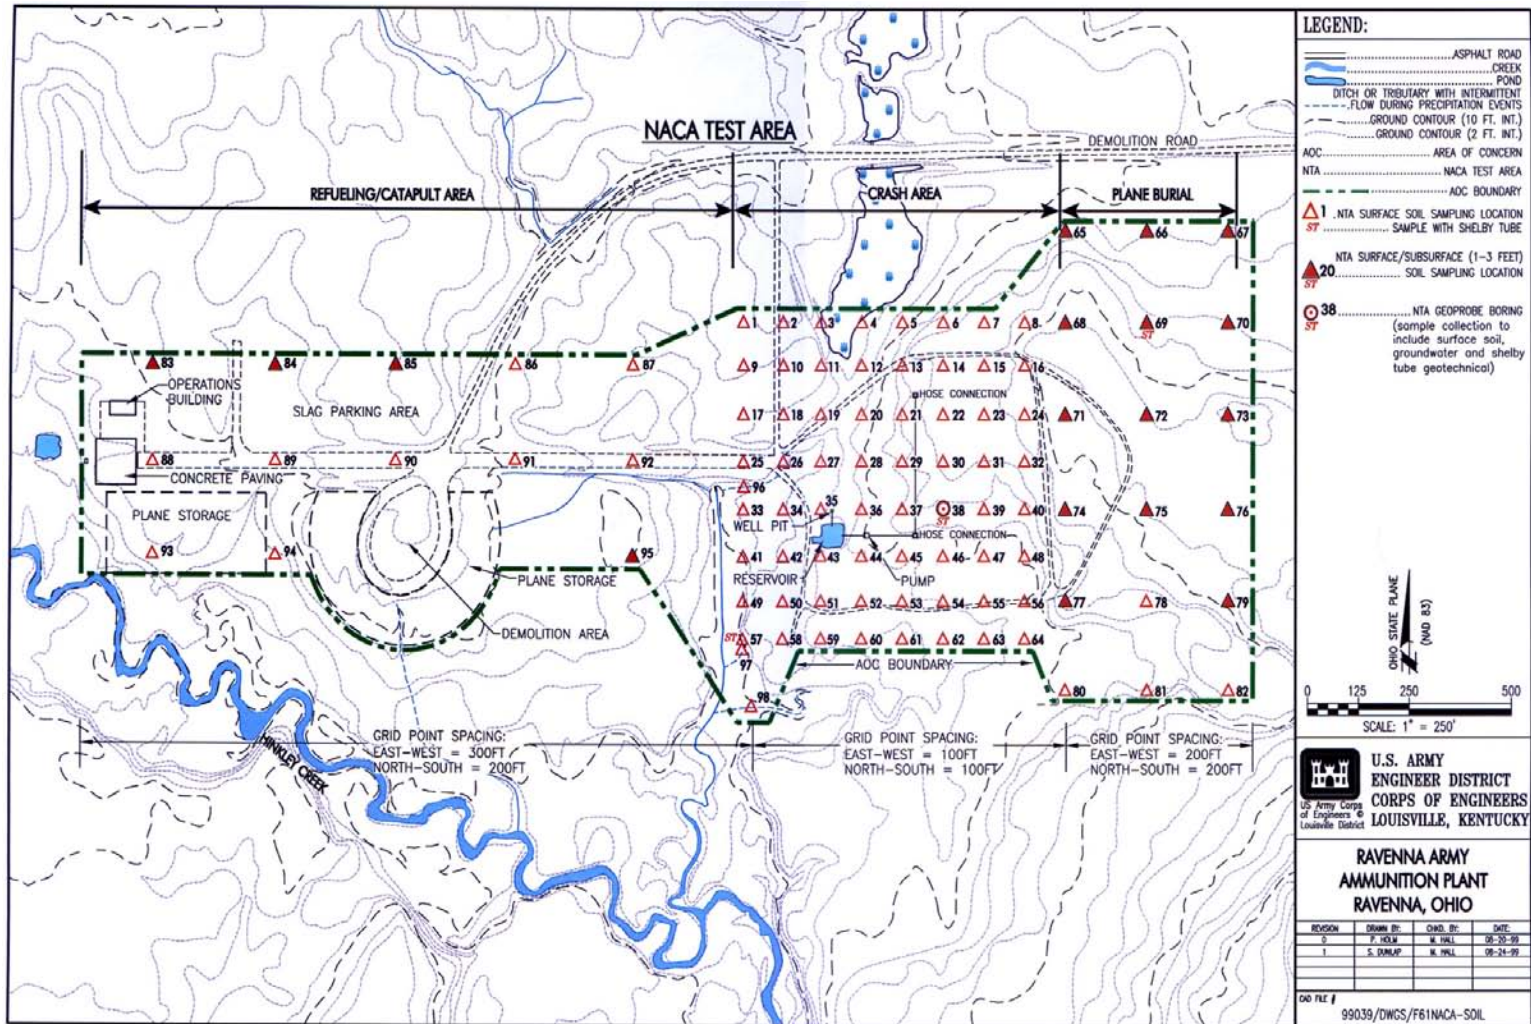 NACA TEST AREA
DEMOLITION ROAD
REFUELING/CATAPULT AREA
CRASH AREA
PLANE BURIAL
65 66 67
1 2 3 4 5 6 7 8 68 69 70
ST
83 84 85 86 87 9 10 11 12 13 14 15 16
OPERATIONS
BUILDING
HOSE CONNECTION
SLAG PARKING AREA
17 18 19 20 21 22 23 24 71 72 73
88 89 90 91 92 25 26 27 28 29 30 31 32
CONCRETE PAVING
96
35
PLANE STORAGE
33 34 36 37 38 39 40 74 75 76
ST
WELL PIT
HOSE CONNECTION
93 94 95 41 42 43 44 45 46 47 48
PLANE STORAGE
RESERVOIR
PUMP
49 50 51 52 53 54 55 56 77 78 79
DEMOLITION AREA
ST 57 58 59 60 61 62 63 64
97
AOC BOUNDARY
80 81 82
98
GRID POINT SPACING:
EAST-WEST = 300FT
NORTH-SOUTH = 200FT
GRID POINT SPACING:
EAST-WEST = 100FT
NORTH-SOUTH = 100FT
GRID POINT SPACING:
EAST-WEST = 200FT
NORTH-SOUTH = 200FT
HINKLEY CREEK
LEGEND:
ASPHALT ROAD
CREEK
POND
DITCH OR TRIBUTARY WITH INTERMITTENT
FLOW DURING PRECIPITATION EVENTS
GROUND CONTOUR (10 FT. INT.)
GROUND CONTOUR (2 FT. INT.)
AOC AREA OF CONCERN
NTA NACA TEST AREA
AOC BOUNDARY
1 NTA SURFACE SOIL SAMPLING LOCATION
ST SAMPLE WITH SHELBY TUBE
NTA SURFACE/SUBSURFACE (1-3 FEET)
20 SOIL SAMPLING LOCATION
ST
38 NTA GEOPROBE BORING
ST (sample collection to
include surface soil,
groundwater and shelby
tube geotechnical)
OHIO STATE PLANE
(NAD 83)
0 125 250 500
SCALE: 1" = 250'
US Army Corps
of Engineers ©
Louisville District
U.S. ARMY
ENGINEER DISTRICT
CORPS OF ENGINEERS
LOUISVILLE, KENTUCKY
RAVENNA ARMY
AMMUNITION PLANT
RAVENNA, OHIO
REVISION DRAWN BY: CHKD. BY: DATE:
0 P. HOLM M. HALL 08-20-99
1 S. DUNLAP M. HALL 08-24-99
CAD FILE #
99039/DWGS/F61NACA-SOIL